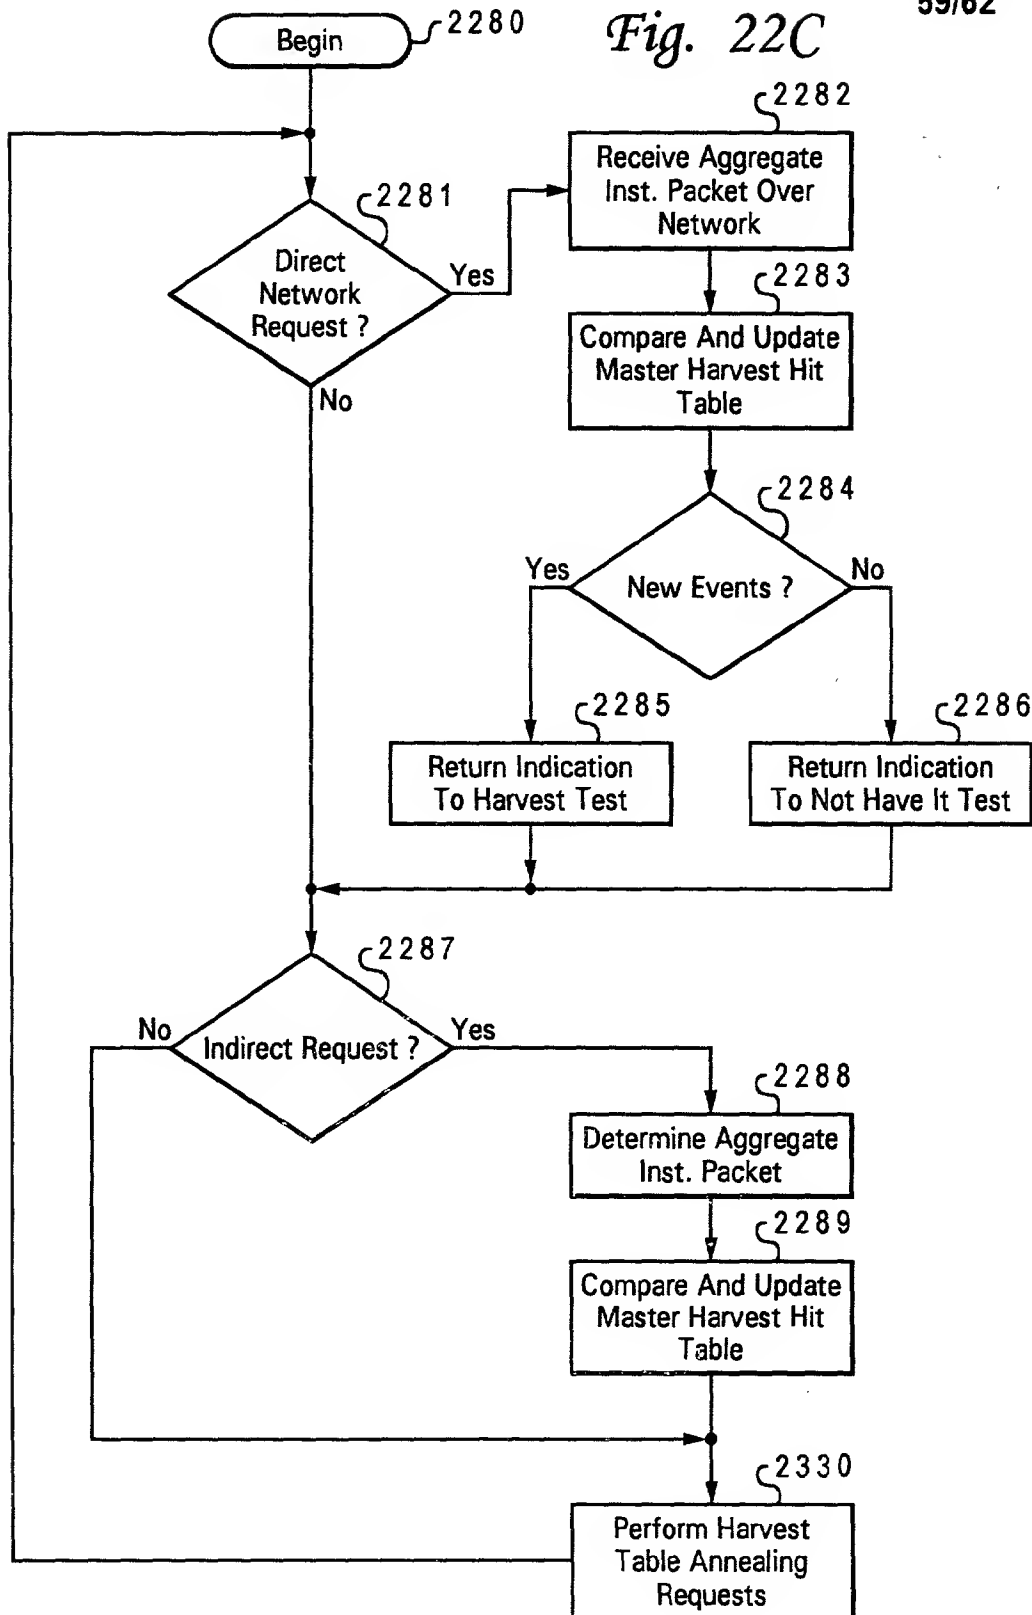 59/62
Fig. 22C
Begin
2280
2281
Direct
Network
Request ?
Yes
No
2282
Receive Aggregate
Inst. Packet Over
Network
2283
Compare And Update
Master Harvest Hit
Table
2284
New Events ?
Yes
No
2285
Return Indication
To Harvest Test
2286
Return Indication
To Not Have It Test
2287
Indirect Request ?
No
Yes
2288
Determine Aggregate
Inst. Packet
2289
Compare And Update
Master Harvest Hit
Table
2330
Perform Harvest
Table Annealing
Requests